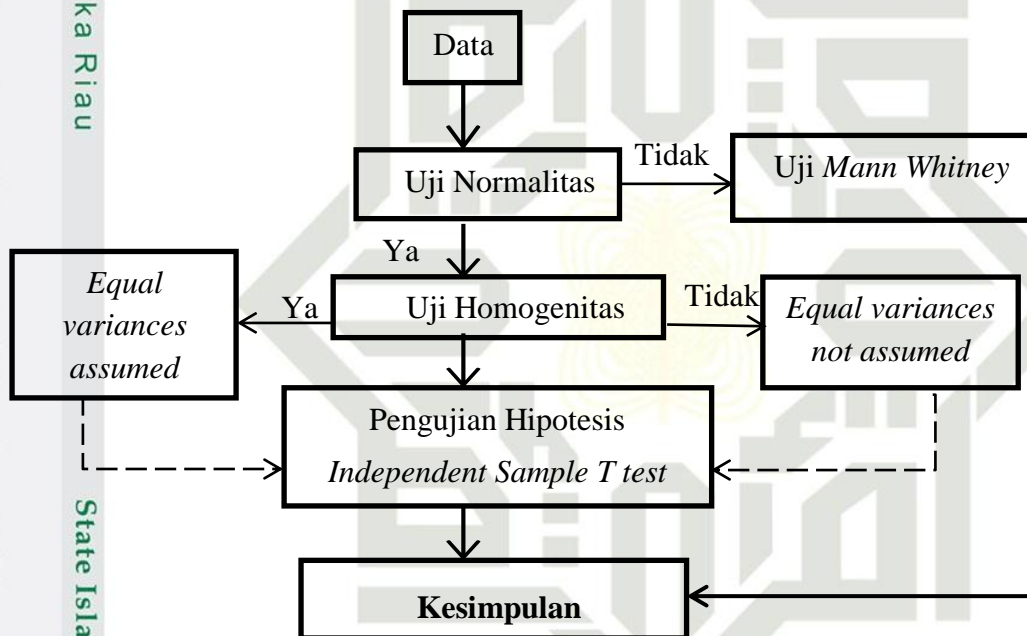 Data
Tidak
Uji Normalitas
Uji Mann Whitney
Ya
Equal
variances
assumed
Ya
Uji Homogenitas
Tidak
Equal variances
not assumed
Pengujian Hipotesis
Independent Sample T test
Kesimpulan
ka Riau
State Isla